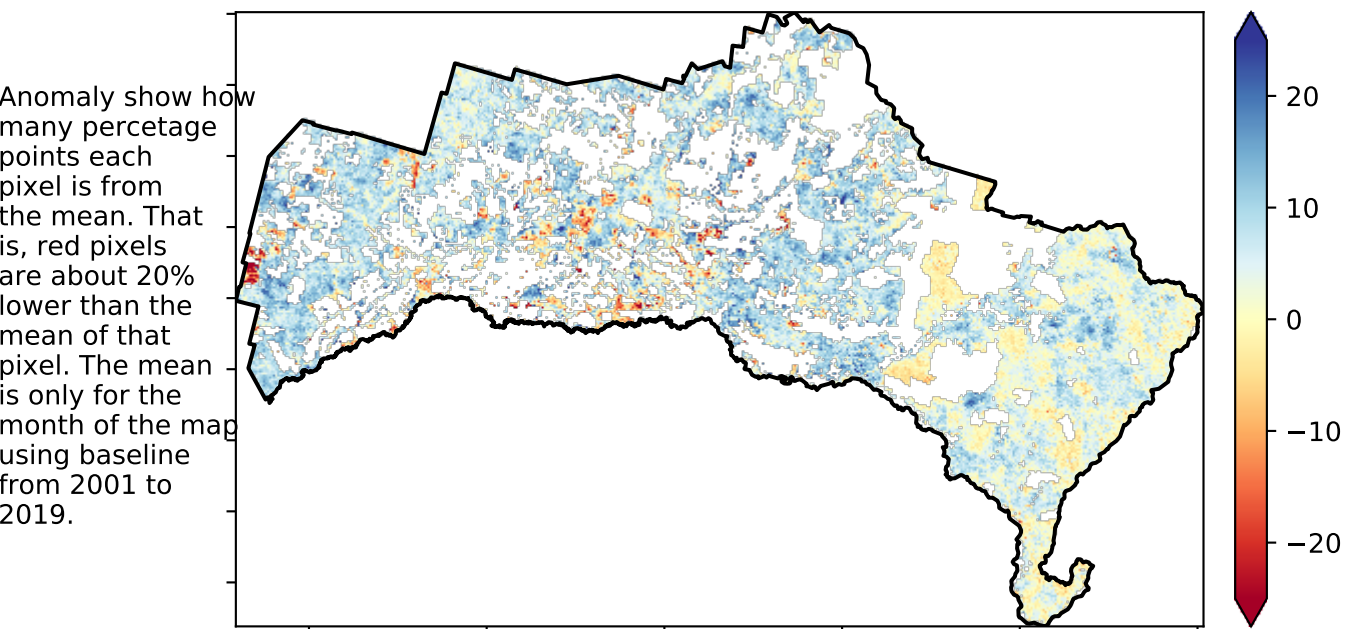 Anomaly show how
many percetage
points each
pixel is from
the mean. That
is, red pixels
are about 20%
lower than the
mean of that
pixel. The mean
is only for the
month of the map
using baseline
from 2001 to
2019.
20
10
0
−10
−20